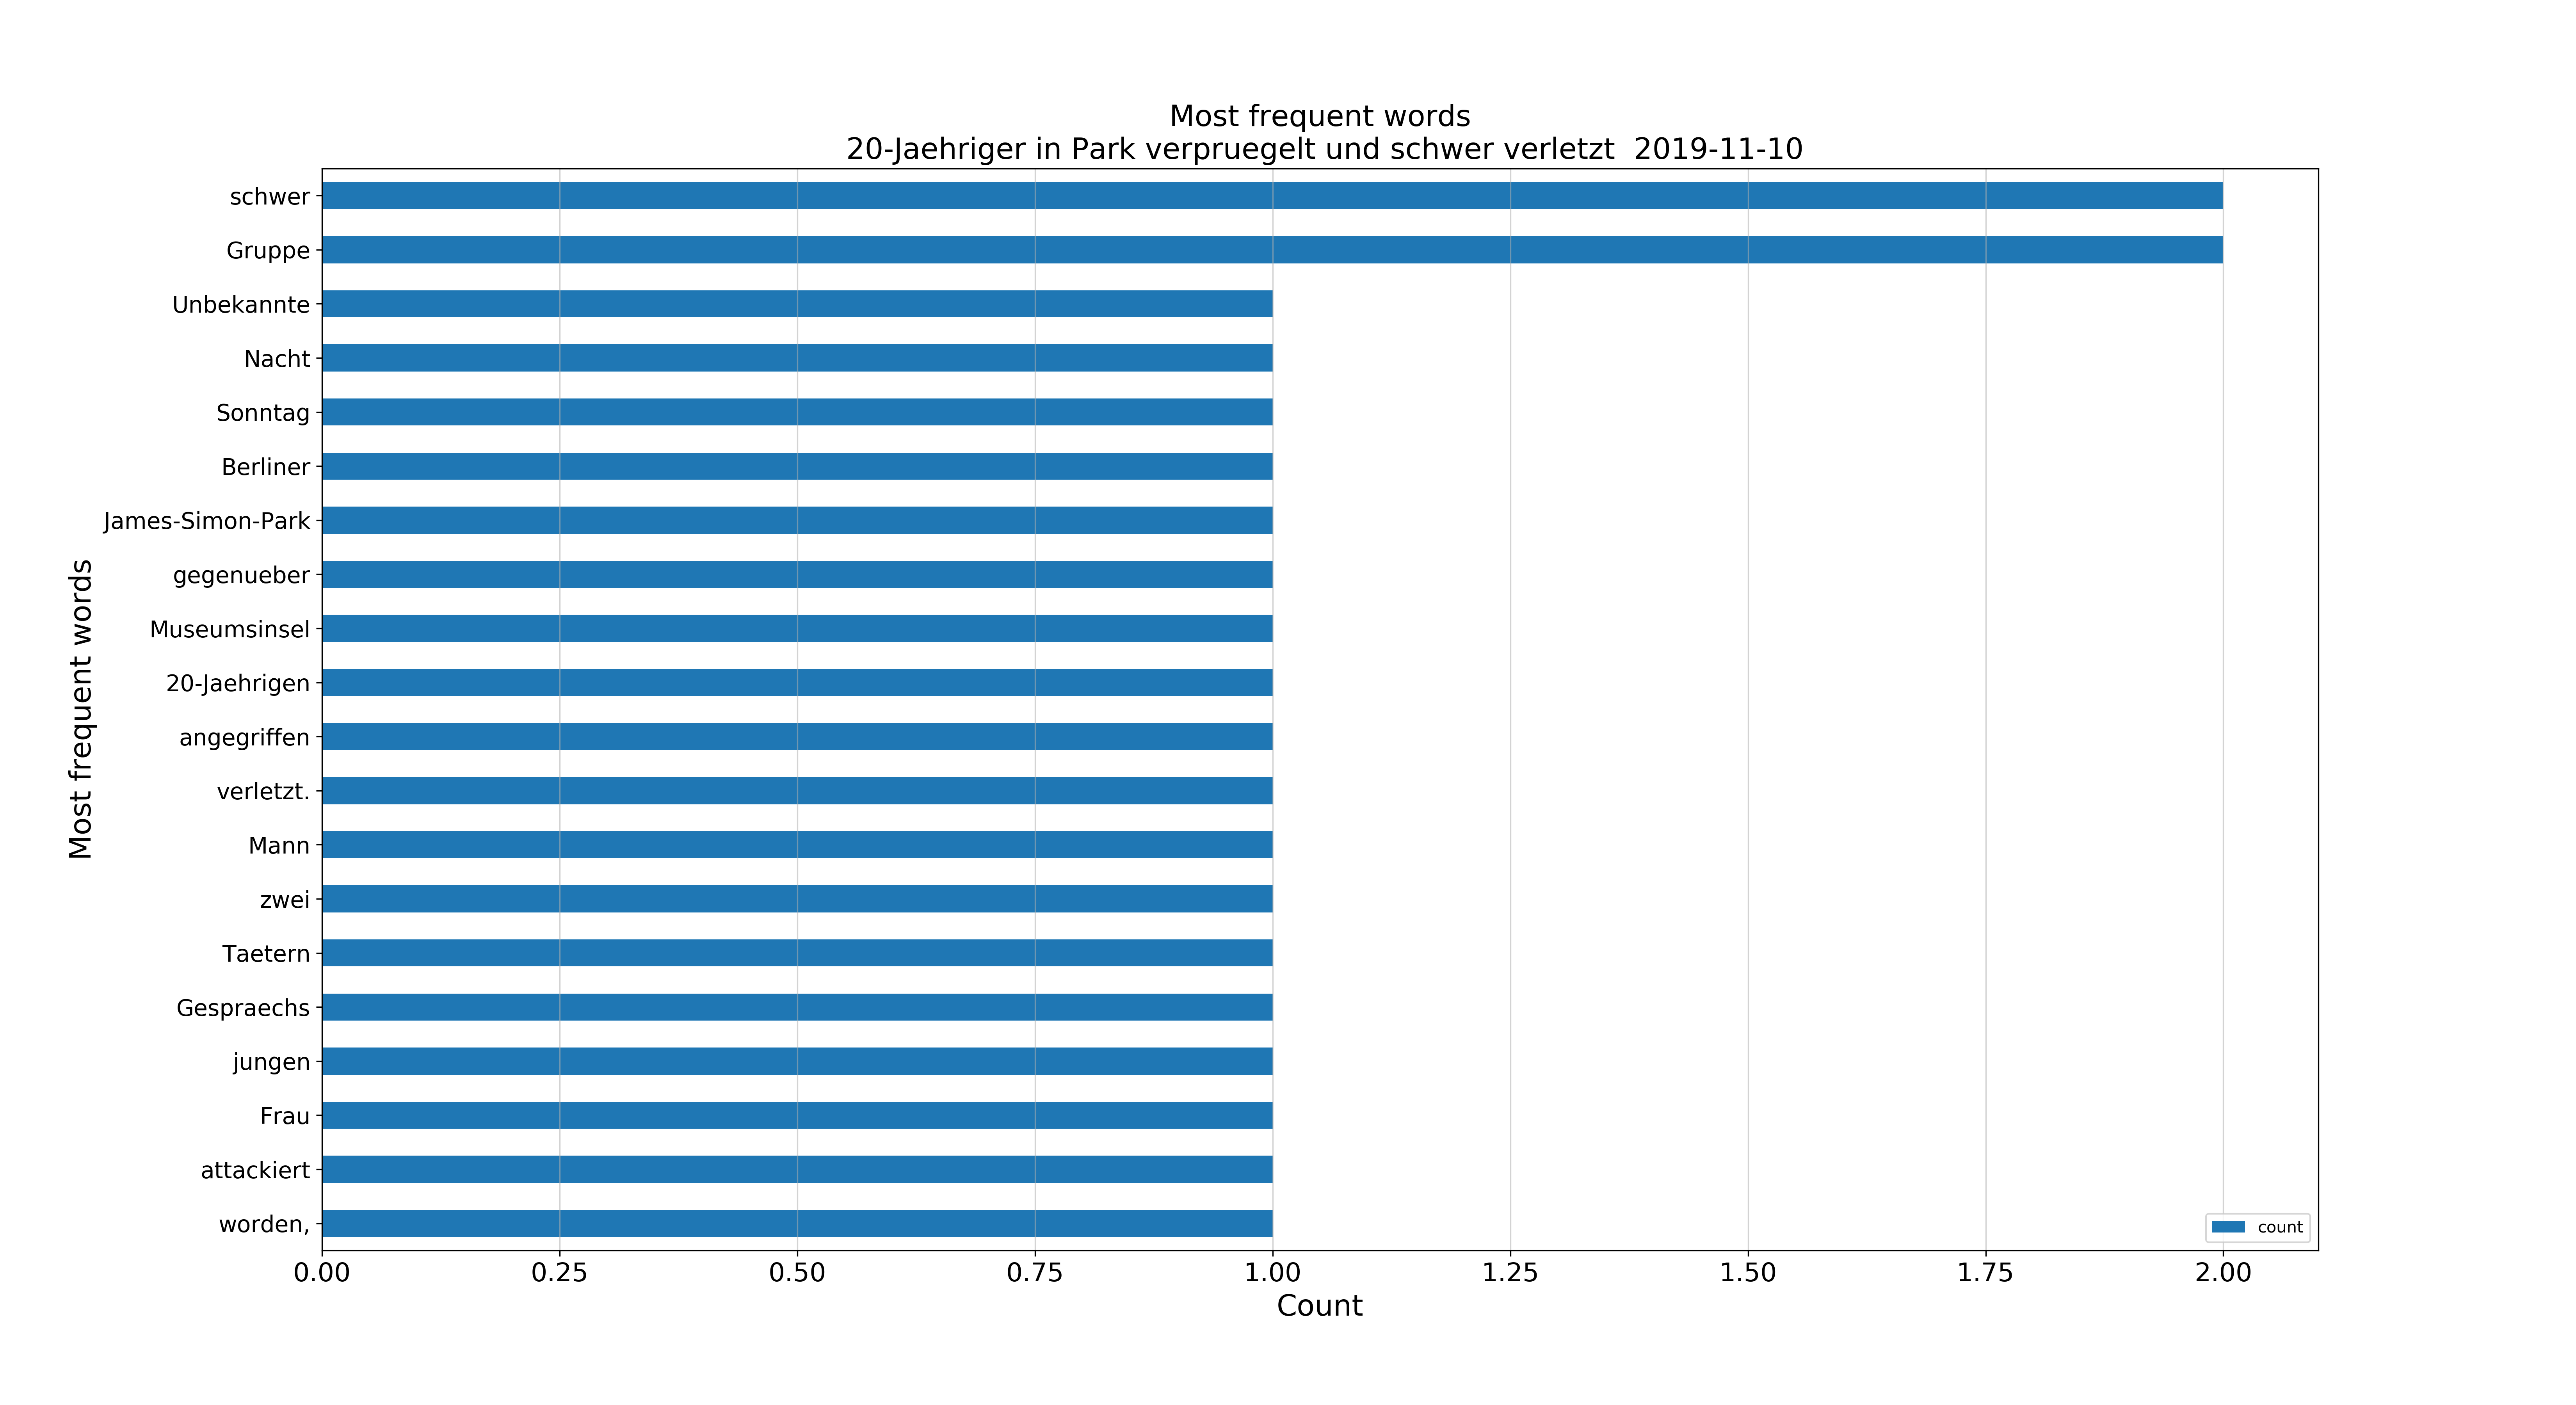 Most frequent words
20-Jaehriger in Park verpruegelt und schwer verletzt  2019-11-10
Most frequent words
schwer
Gruppe
Unbekannte
Nacht
Sonntag
Berliner
James-Simon-Park
gegenueber
Museumsinsel
20-Jaehrigen
angegriffen
verletzt.
Mann
zwei
Taetern
Gespraechs
jungen
Frau
attackiert
worden,
count
0.00 0.25 0.50 0.75 1.00 1.25 1.50 1.75 2.00
Count